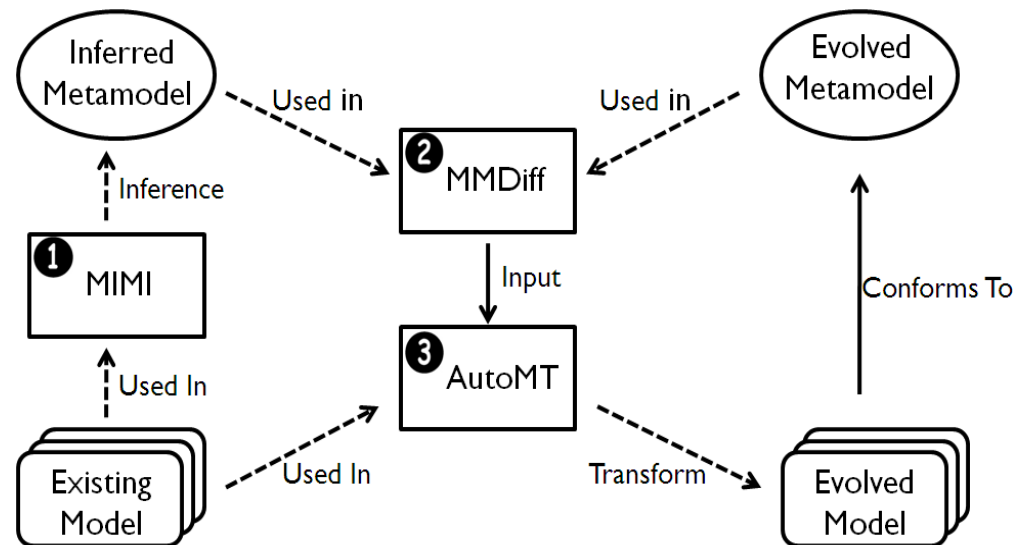 Inferred
Metamodel
Evolved
Metamodel
Used in
Used in
2
MMDiff
Inference
1
MIMI
Input
Conforms To
3
AutoMT
Used In
Used In
Transform
Existing
Model
Evolved
Model